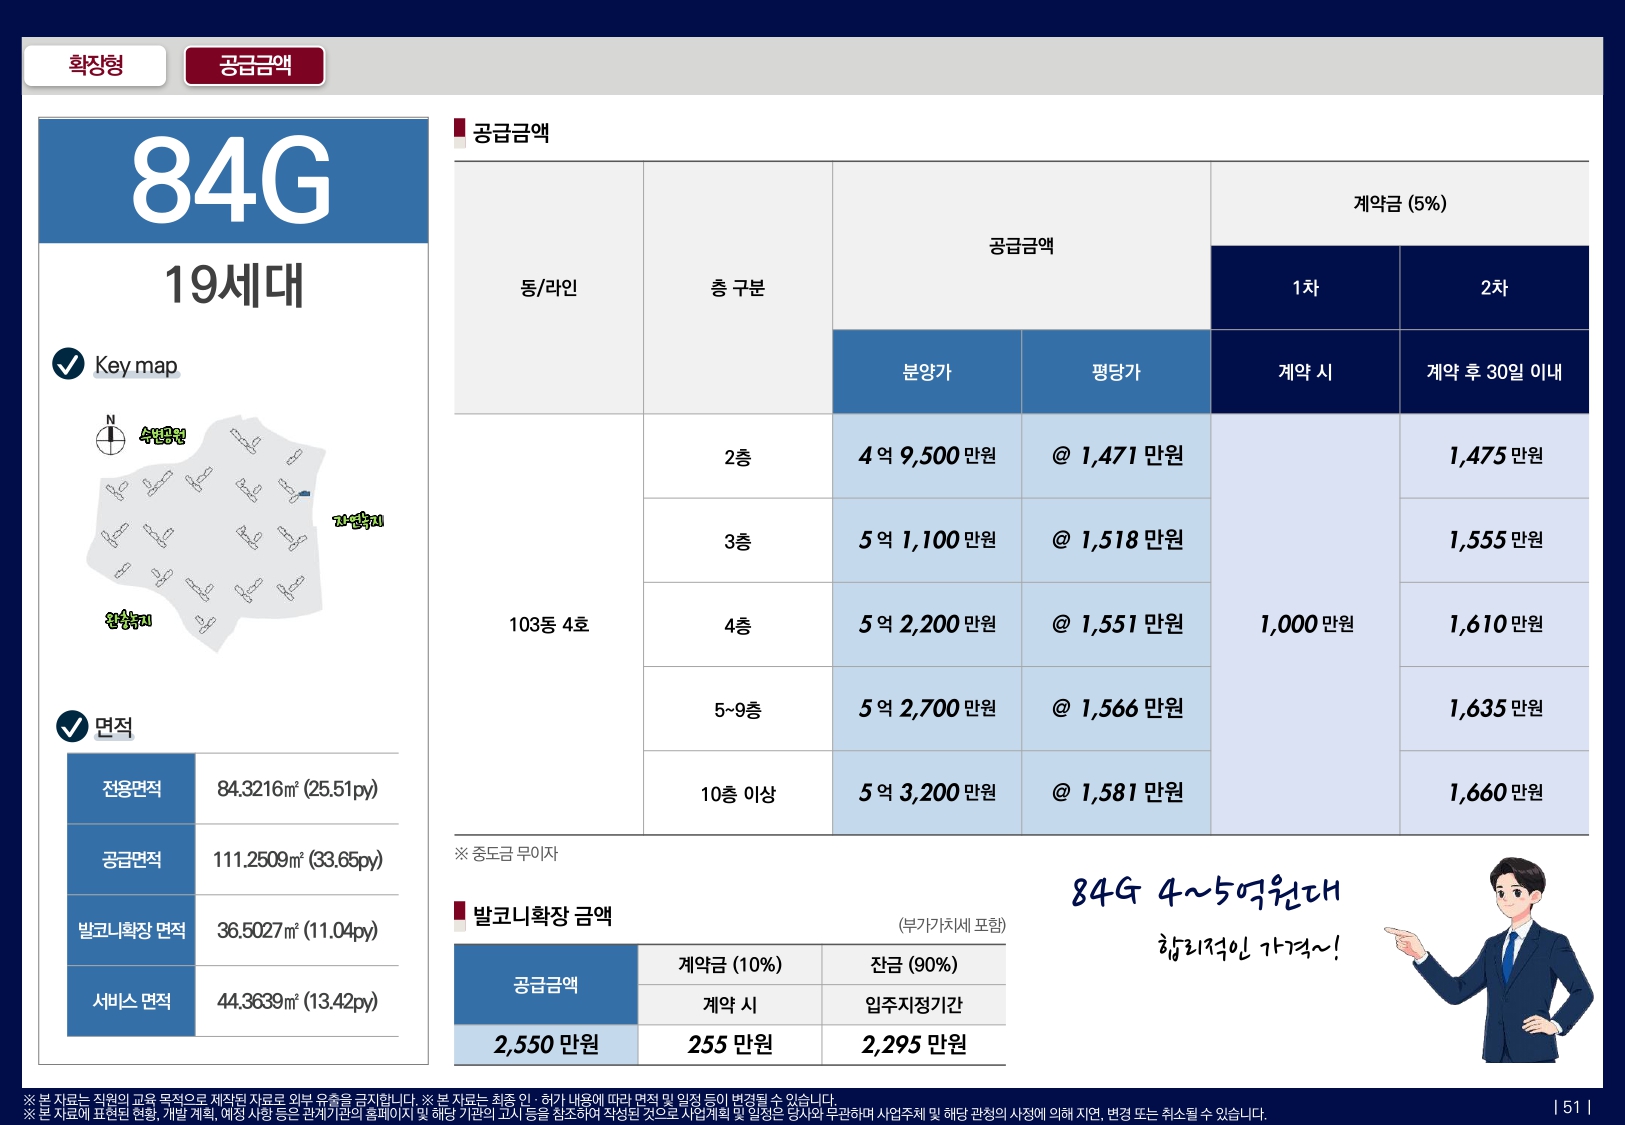 확장형
공급금액
84G
19세대
Key map
N
수변공원
자연녹지
완충녹지
면적
전용면적 84.3216㎡ (25.51py)
공급면적 111.2509㎡ (33.65py)
발코니확장 면적 36.5027㎡ (11.04py)
서비스 면적 44.3639㎡ (13.42py)
공급금액
동/라인 층 구분 공급금액 계약금 (5%)
1차 2차
분양가 평당가 계약 시 계약 후 30일 이내
103동 4호
2층 4억 9,500 만원 @ 1,471 만원 1,475 만원
3층 5억 1,100 만원 @ 1,518 만원 1,555 만원
4층 5억 2,200 만원 @ 1,551 만원 1,000 만원 1,610 만원
5~9층 5억 2,700 만원 @ 1,566 만원 1,635 만원
10층 이상 5억 3,200 만원 @ 1,581 만원 1,660 만원
※ 중도금 무이자
발코니확장 금액
(부가가치세 포함)
공급금액 계약금 (10%) 잔금 (90%)
계약 시 입주지정기간
2,550 만원 255 만원 2,295 만원
84G 4~5억원대
합리적인 가격~!
※ 본 자료는 직원의 교육 목적으로 제작된 자료로 외부 유출을 금지합니다. ※ 본 자료는 최종 인·허가 내용에 따라 면적 및 일정 등이 변경될 수 있습니다.
※ 본 자료에 표현된 현황, 개발 계획, 예정 사항 등은 관계기관의 홈페이지 및 해당 기관의 고시 등을 참조하여 작성된 것으로 사업계획 및 일정은 당사와 무관하며 사업주체 및 해당 관청의 사정에 의해 지연, 변경 또는 취소될 수 있습니다.
| 51 |